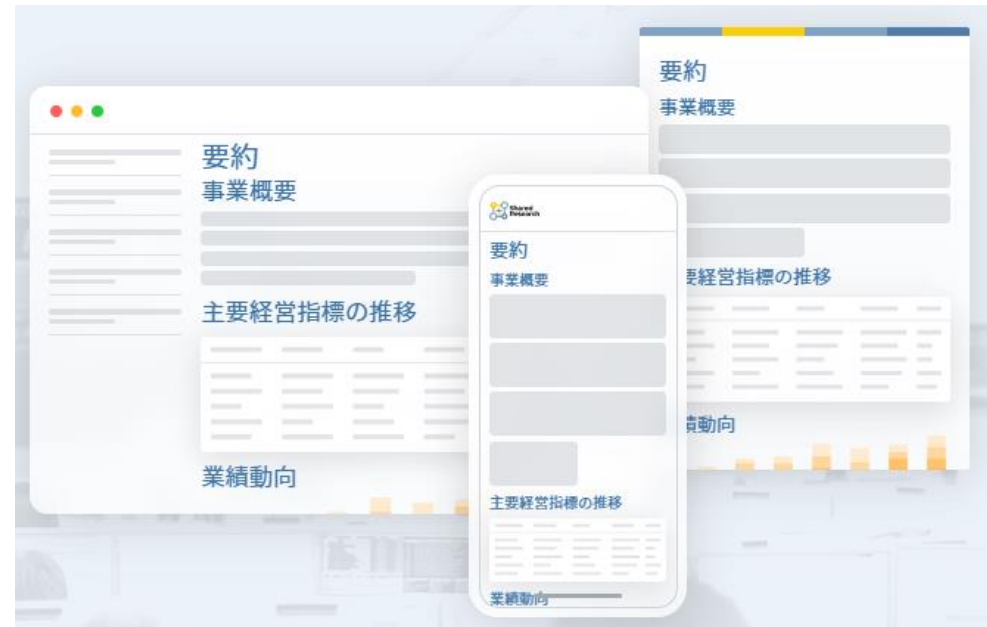 要約
事業概要
主要経営指標の推移
業績動向
Shared
Research
要約
事業概要
主要経営指標の推移
業績動向
要約
事業概要
要経営指標の推移
績動向